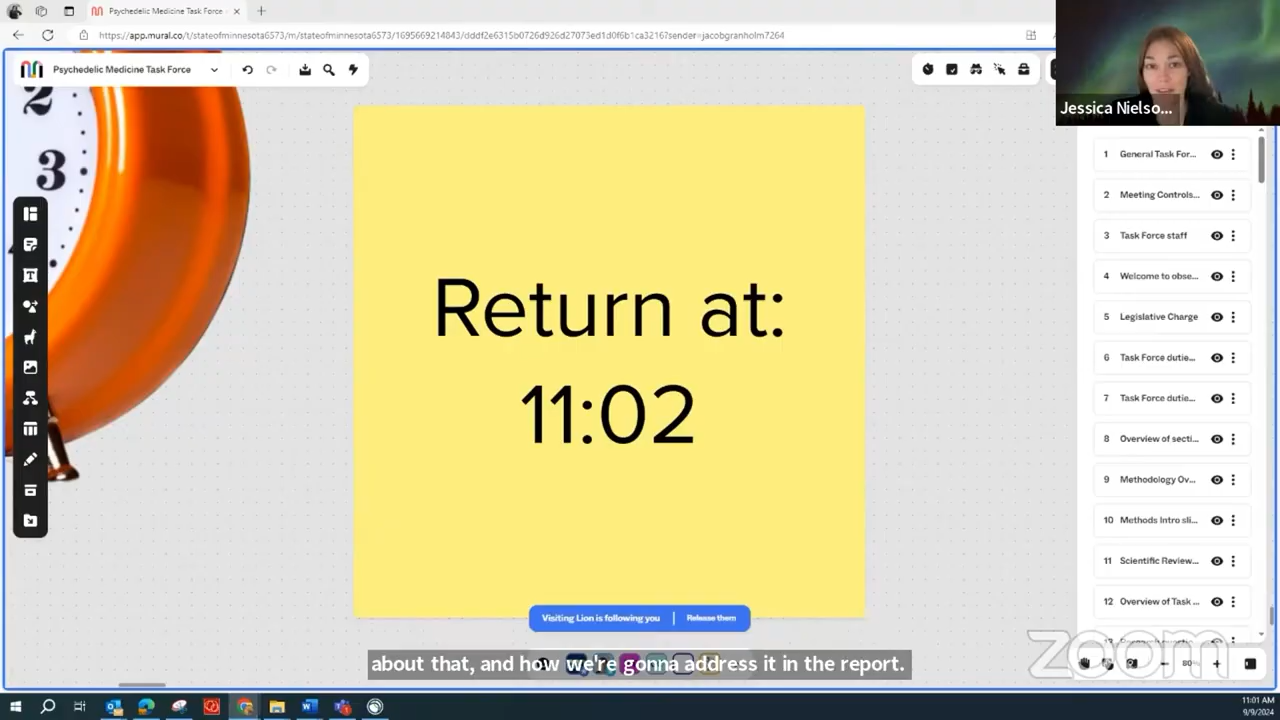 Psychedelic Medicine Task Force
https://app.mural.co/t/stateofminnesota6573/m/stateofminnesota6573/1695669214843/dddf2e6315b0726d926d27073ed1d0f6b1ca3216?sender=jacobgranholm7264
Psychedelic Medicine Task Force
Jessica Nielso...
2
3
Return at:
11:02
1 General Task For...
2 Meeting Controls...
3 Task Force staff
4 Welcome to obse...
5 Legislative Charge
6 Task Force dutie...
7 Task Force dutie...
8 Overview of secti...
9 Methodology Ov...
10 Methods Intro sli...
11 Scientific Review...
12 Overview of Task ...
Visiting Lion is following you
Release them
about that, and how we're gonna address it in the report.
zoom
80
11:01 AM
9/9/2024